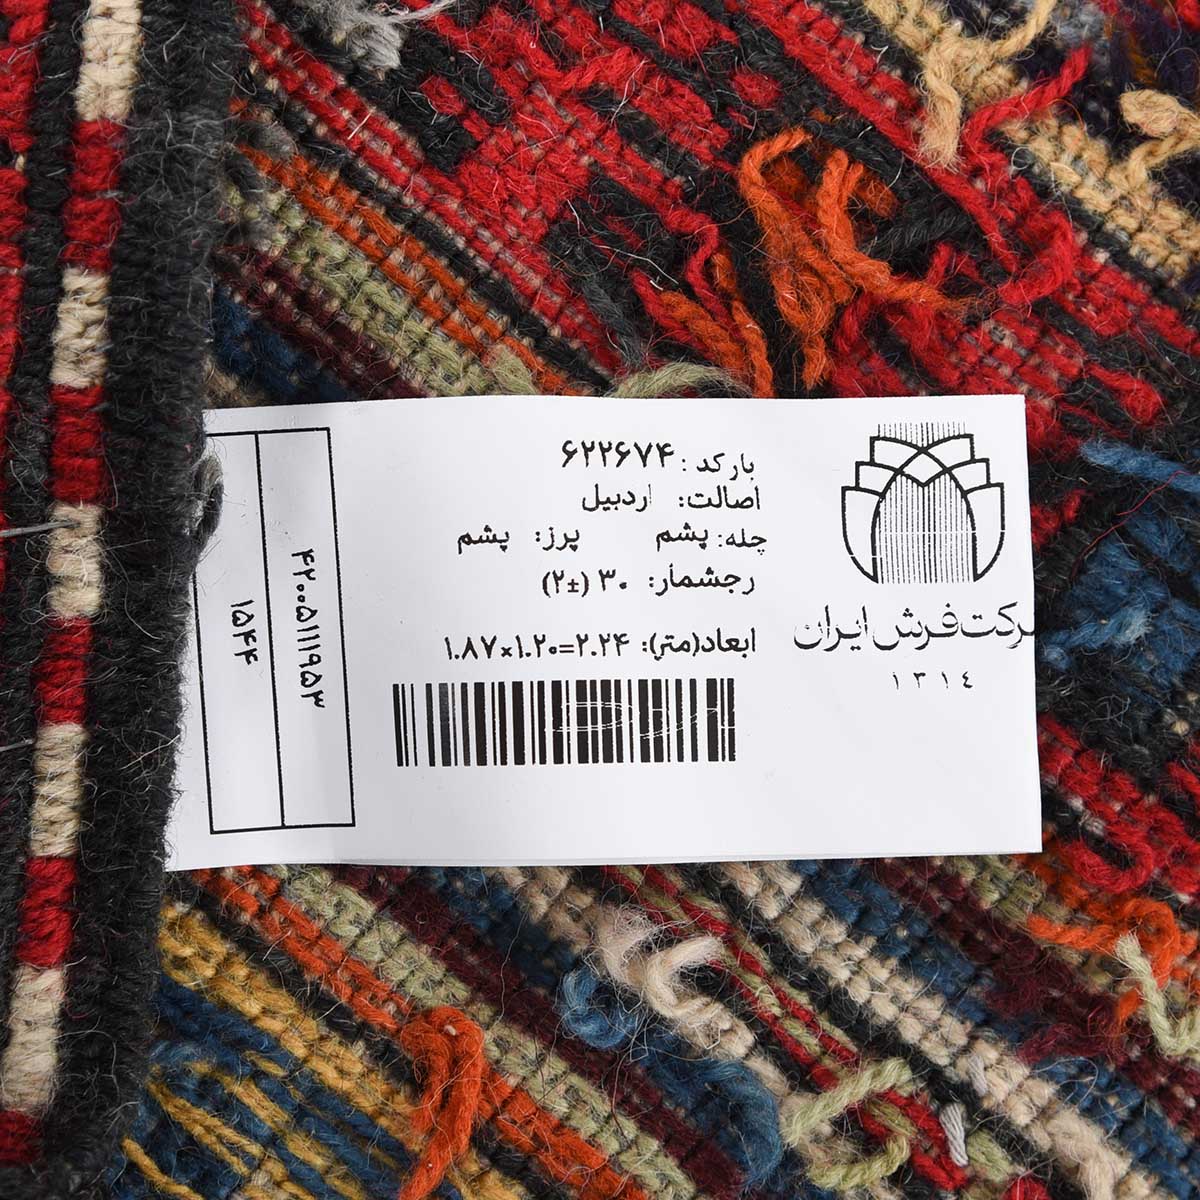 بارکد: ۶۲۲۶۷۴
اصالت: اردبیل
چله: پشم پرز: پشم
رجشمار: ۳۰ (±۲)
ابعاد(متر): ۱.۸۷×۱.۲۰=۲.۲۴
شرکت فرش ایران
۱۳۱٤
۴۲۰۰۵۱۱۱۹۵۳
۱۵۴۴